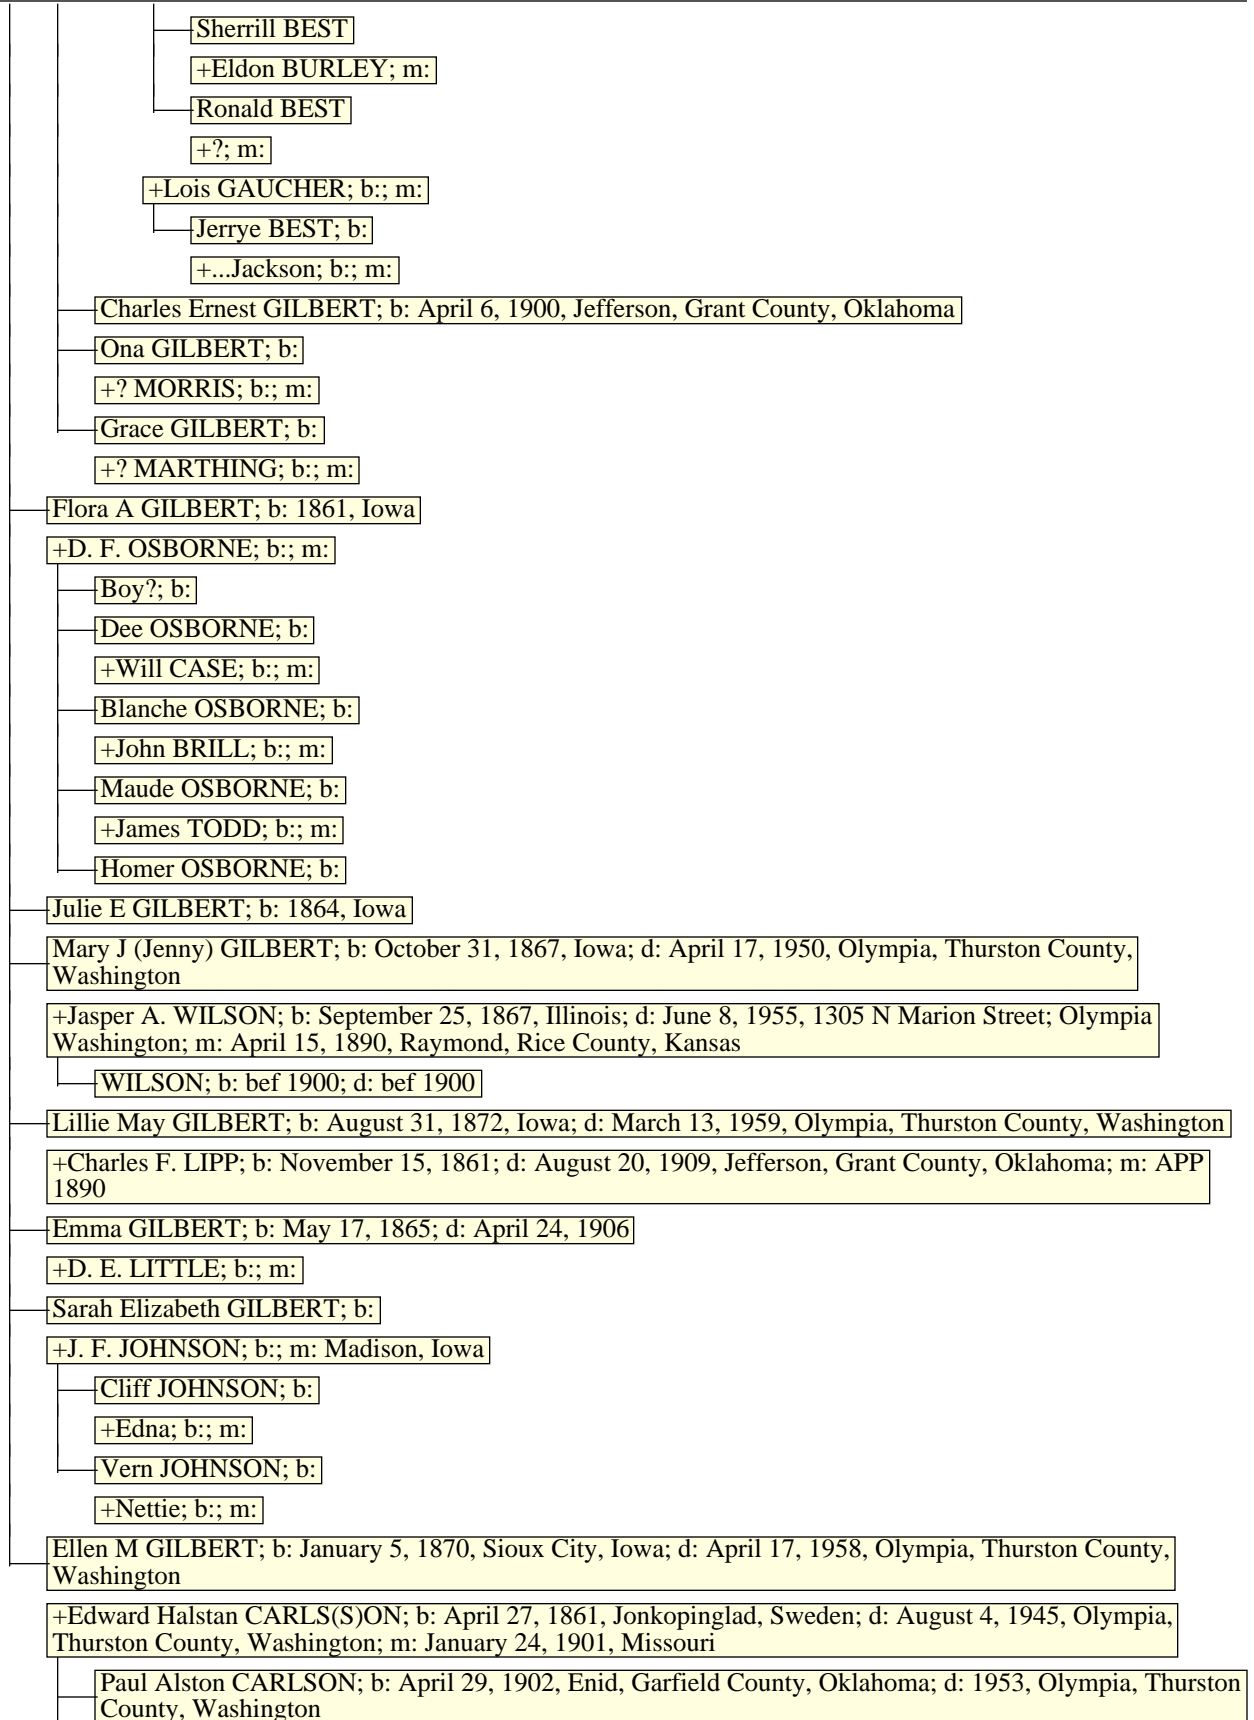 Sherrill BEST
+Eldon BURLEY; m:
Ronald BEST
+?; m:
+Lois GAUCHER; b:; m:
Jerrye BEST; b:
+...Jackson; b:; m:
Charles Ernest GILBERT; b: April 6, 1900, Jefferson, Grant County, Oklahoma
Ona GILBERT; b:
+? MORRIS; b:; m:
Grace GILBERT; b:
+? MARTHING; b:; m:
Flora A GILBERT; b: 1861, Iowa
+D. F. OSBORNE; b:; m:
Boy?; b:
Dee OSBORNE; b:
+Will CASE; b:; m:
Blanche OSBORNE; b:
+John BRILL; b:; m:
Maude OSBORNE; b:
+James TODD; b:; m:
Homer OSBORNE; b:
Julie E GILBERT; b: 1864, Iowa
Mary J (Jenny) GILBERT; b: October 31, 1867, Iowa; d: April 17, 1950, Olympia, Thurston County,
Washington
+Jasper A. WILSON; b: September 25, 1867, Illinois; d: June 8, 1955, 1305 N Marion Street; Olympia
Washington; m: April 15, 1890, Raymond, Rice County, Kansas
WILSON; b: bef 1900; d: bef 1900
Lillie May GILBERT; b: August 31, 1872, Iowa; d: March 13, 1959, Olympia, Thurston County, Washington
+Charles F. LIPP; b: November 15, 1861; d: August 20, 1909, Jefferson, Grant County, Oklahoma; m: APP
1890
Emma GILBERT; b: May 17, 1865; d: April 24, 1906
+D. E. LITTLE; b:; m:
Sarah Elizabeth GILBERT; b:
+J. F. JOHNSON; b:; m: Madison, Iowa
Cliff JOHNSON; b:
+Edna; b:; m:
Vern JOHNSON; b:
+Nettie; b:; m:
Ellen M GILBERT; b: January 5, 1870, Sioux City, Iowa; d: April 17, 1958, Olympia, Thurston County,
Washington
+Edward Halstan CARLS(S)ON; b: April 27, 1861, Jonkopinglad, Sweden; d: August 4, 1945, Olympia,
Thurston County, Washington; m: January 24, 1901, Missouri
Paul Alston CARLSON; b: April 29, 1902, Enid, Garfield County, Oklahoma; d: 1953, Olympia, Thurston
County, Washington